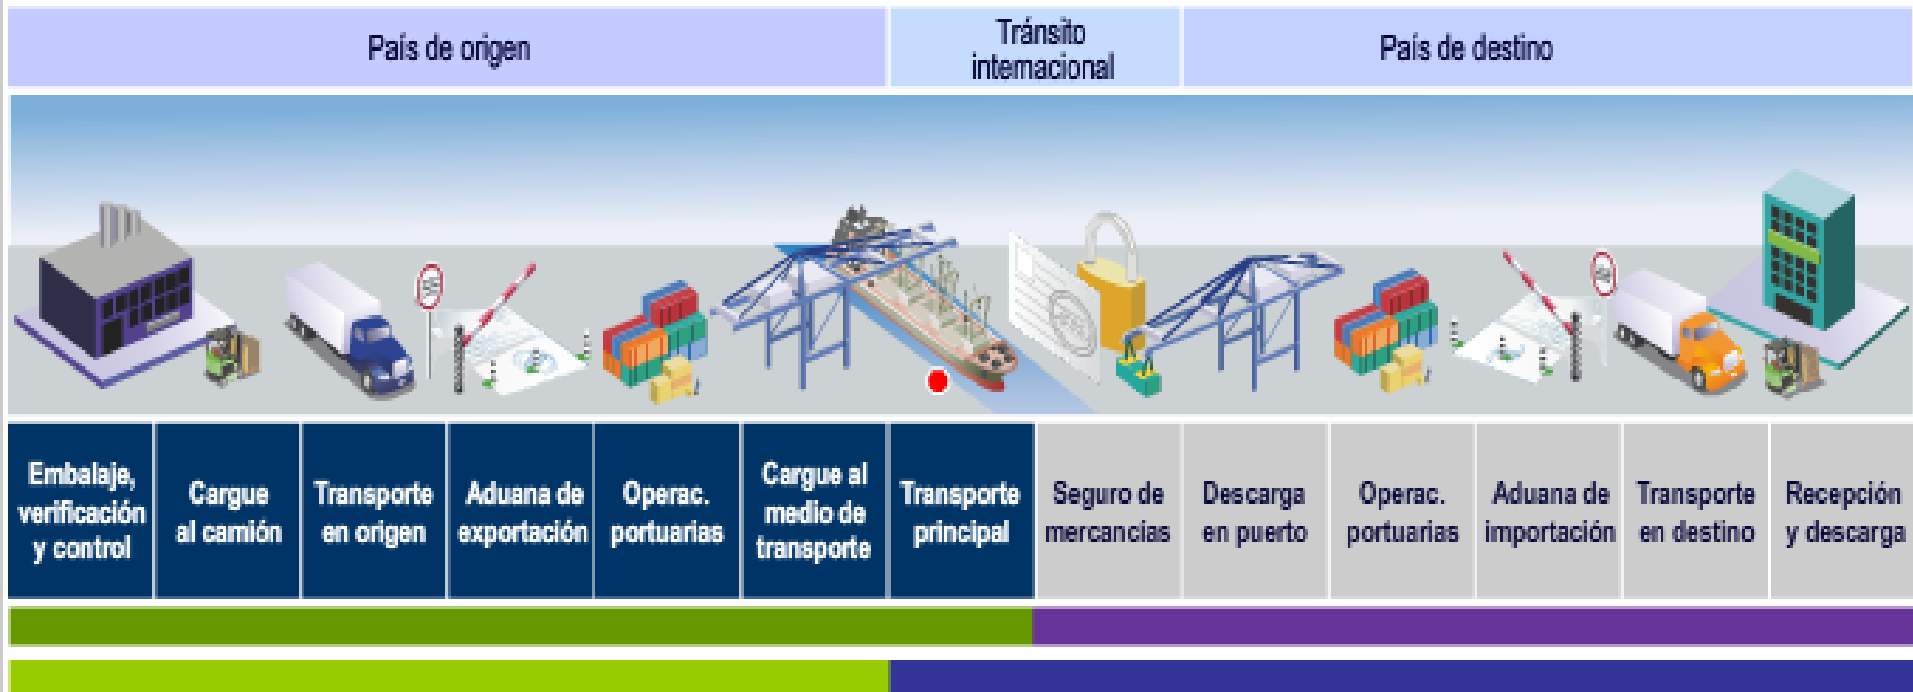 País de origen
Tránsito
internacional
País de destino
Embalaje,
verificación
y control
Cargue
al camión
Transporte
en origen
Aduana de
exportación
Operac.
portuarias
Cargue al
medio de
transporte
Transporte
principal
Seguro de
mercancias
Descarga
en puerto
Operac.
portuarias
Aduana de
importación
Transporte
en destino
Recepción
y descarga